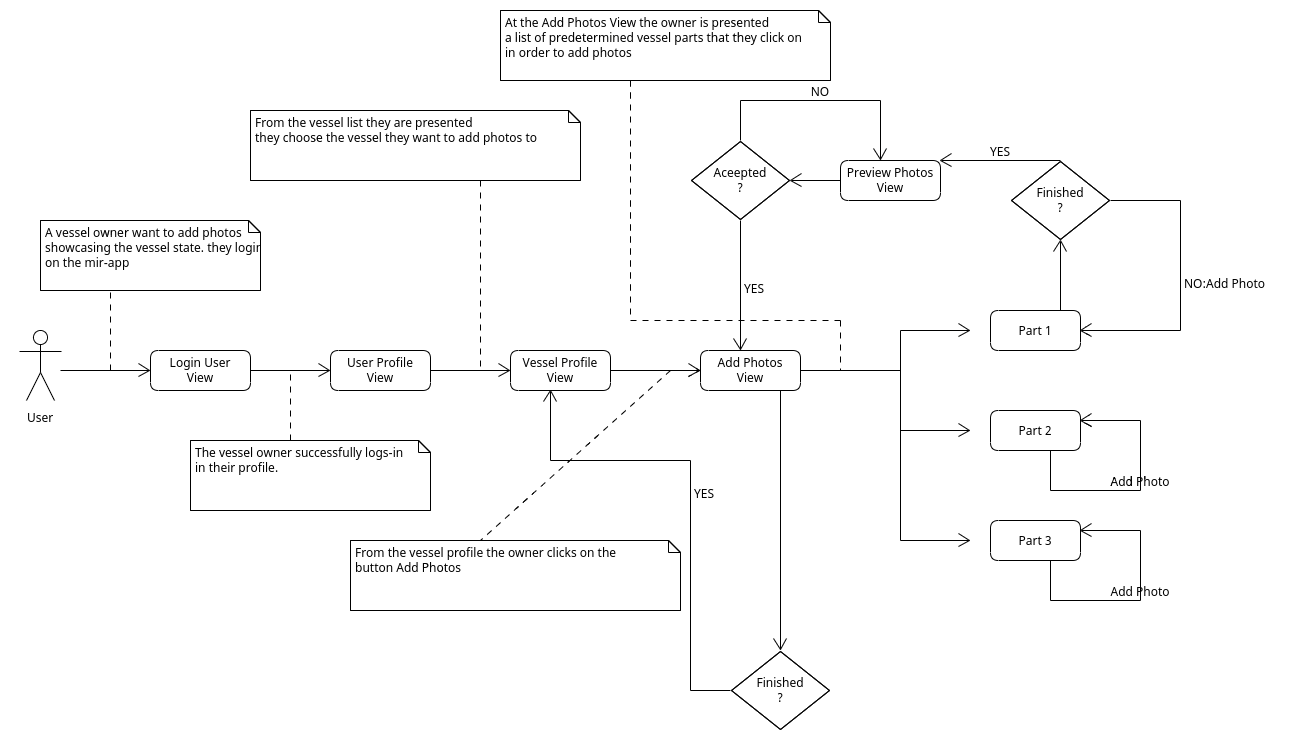 At the Add Photos View the owner is presented
a list of predetermined vessel parts that they click on
in order to add photos
NO
From the vessel list they are presented
they choose the vessel they want to add photos to
YES
Aceepted
?
Preview Photos
View
Finished
?
A vessel owner want to add photos
showcasing the vessel state. they login
on the mir-app
YES
NO:Add Photo
Login User
View
User Profile
View
Vessel Profile
View
Add Photos
View
Part 1
User
Part 2
The vessel owner successfully logs-in
in their profile.
Add Photo
YES
From the vessel profile the owner clicks on the
button Add Photos
Part 3
Add Photo
Finished
?